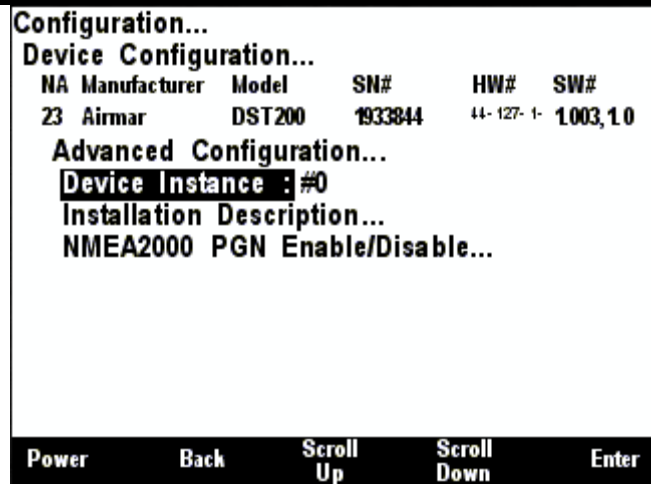 Configuration...
Device Configuration...
NA Manufacturer Model SN# HW# SW#
23 Airmar DST200 1933844 44-127-1- 1.003,1.0
Advanced Configuration...
Device Instance : #0
Installation Description...
NMEA2000 PGN Enable/Disable...
Power Back Scroll Up Scroll Down Enter